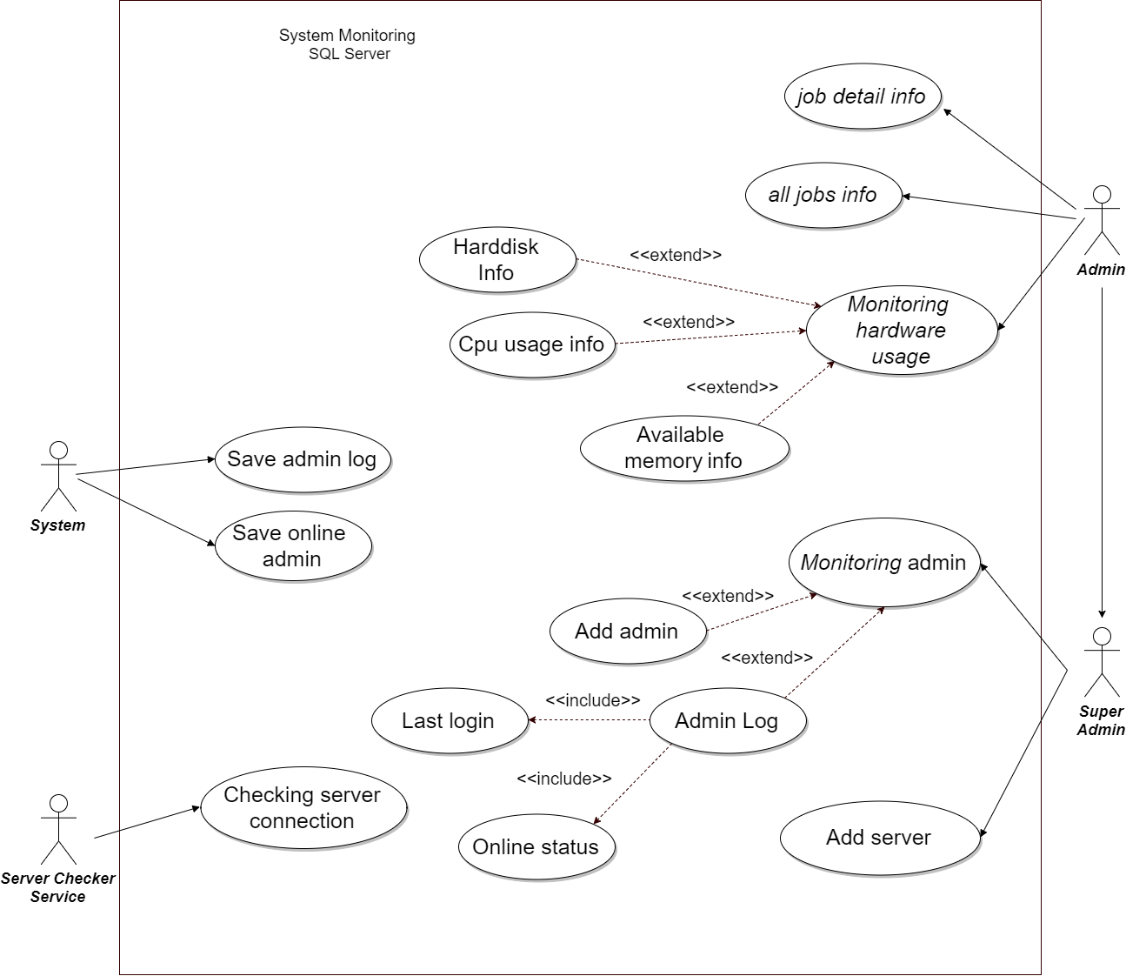 System Monitoring
SQL Server
job detail info
all jobs info
Admin
Harddisk
Info
<<extend>>
Cpu usage info
<<extend>>
Monitoring
hardware
usage
<<extend>>
Available
memory info
System
Save admin log
Save online
admin
Monitoring admin
<<extend>>
Add admin
<<extend>>
Super
Admin
Last login
<<include>>
Admin Log
<<include>>
Online status
Server Checker
Service
Checking server
connection
Add server